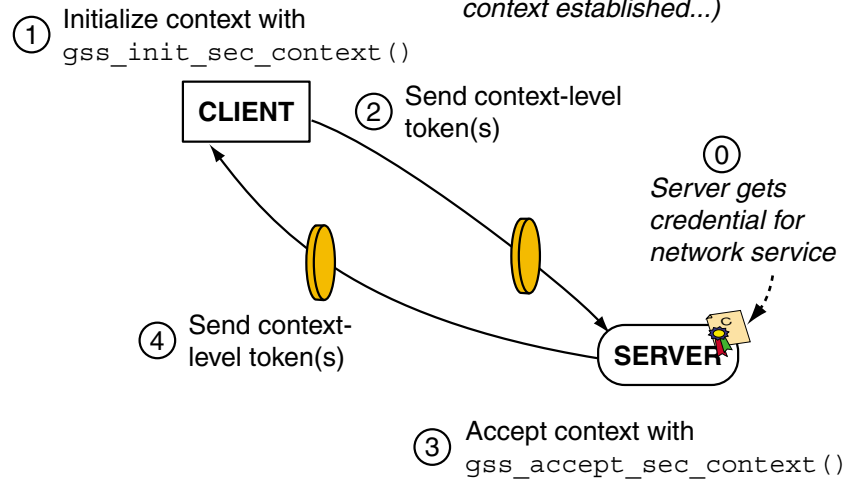 context established...)
1 Initialize context with
gss_init_sec_context()
CLIENT
2 Send context-level
token(s)
0
Server gets
credential for
network service
4 Send context-
level token(s)
C
SERVER
3 Accept context with
gss_accept_sec_context()